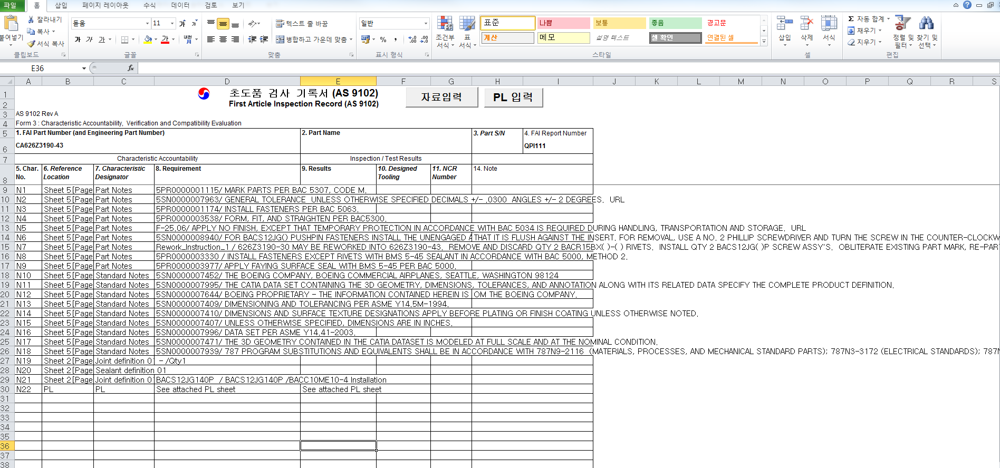 파일 홈 삽입 페이지 레이아웃 수식 데이터 검토 보기
붙여넣기
잘라내기
복사
서식 복사
클립보드
돋움 11 가 가
가 가 가 가 내천
글꼴
텍스트 줄 바꿈
병합하고 가운데 맞춤
맞춤
일반
% ,
표시 형식
조건부 서식
표 서식
표준 나쁨 보통 좋음 경고문
계산 메모 설명 텍스트 셀 확인 연결된 셀
스타일
삽입 삭제 서식
셀
Σ 자동 합계
채우기
지우기
정렬 및 필터
찾기 및 선택
편집
E36 fx
A B C D E F G H I J K L M N O P Q R S
1 초도품 검사 기록서 (AS 9102) 자료입력 PL 입력
2 First Article Inspection Record (AS 9102)
3 AS 9102 Rev A
4 Form 3 : Characteristic Accountability, Verification and Compatibility Evaluation
5 1. FAI Part Number (and Engineering Part Number) 2. Part Name 3. Part S/N 4. FAI Report Number
6 CA626Z3190-43 QPI111
7 Characteristic Accountability Inspection / Test Results
8 5. Char. No. 6. Reference Location 7. Characteristic Designator 8. Requirement 9. Results 10. Designed Tooling 11. NCR Number 14. Note
9 N1 Sheet 5[Page Part Notes 5PR0000001115/ MARK PARTS PER BAC 5307, CODE M.
10 N2 Sheet 5[Page Part Notes 5SN0000007963/ GENERAL TOLERANCE UNLESS OTHERWISE SPECIFIED DECIMALS +/- .0300 ANGLES +/- 2 DEGREES. URL
11 N3 Sheet 5[Page Part Notes 5PR0000001174/ INSTALL FASTENERS PER BAC 5063.
12 N4 Sheet 5[Page Part Notes 5PR0000003538/ FORM, FIT, AND STRAIGHTEN PER BAC5300.
13 N5 Sheet 5[Page Part Notes F-25.06/ APPLY NO FINISH, EXCEPT THAT TEMPORARY PROTECTION IN ACCORDANCE WITH BAC 5034 IS REQUIRED DURING HANDLING, TRANSPORTATION AND STORAGE. URL
14 N6 Sheet 5[Page Part Notes 5SN0000008940/ FOR BACS12JG() PUSHPIN FASTENERS INSTALL THE UNENGAGED A THAT IT IS FLUSH AGAINST THE INSERT. FOR REMOVAL, USE A NO. 2 PHILLIP SCREWDRIVER AND TURN THE SCREW IN THE COUNTER-CLOCKW
15 N7 Sheet 5[Page Part Notes Rework_Instruction_1 / 626Z3190-30 MAY BE REWORKED INTO 626Z3190-43. REMOVE AND DISCARD QTY 2 BACR15BX( )-( ) RIVETS. INSTALL QTY 2 BACS12JG( )P SCREW ASSY'S. OBLITERATE EXISTING PART MARK, RE-PAR
16 N8 Sheet 5[Page Part Notes 5PR0000003330 / INSTALL FASTENERS EXCEPT RIVETS WITH BMS 5-45 SEALANT IN ACCORDANCE WITH BAC 5000, METHOD 2.
17 N9 Sheet 5[Page Part Notes 5PR0000003977/ APPLY FAYING SURFACE SEAL WITH BMS 5-45 PER BAC 5000.
18 N10 Sheet 5[Page Standard Notes 5SN0000007452/ THE BOEING COMPANY, BOEING COMMERCIAL AIRPLANES, SEATTLE, WASHINGTON 98124
19 N11 Sheet 5[Page Standard Notes 5SN0000007995/ THE CATIA DATA SET CONTAINING THE 3D GEOMETRY, DIMENSIONS, TOLERANCES, AND ANNOTATION ALONG WITH ITS RELATED DATA SPECIFY THE COMPLETE PRODUCT DEFINITION.
20 N12 Sheet 5[Page Standard Notes 5SN0000007644/ BOEING PROPRIETARY - THE INFORMATION CONTAINED HEREIN IS OM THE BOEING COMPANY.
21 N13 Sheet 5[Page Standard Notes 5SN0000007409/ DIMENSIONING AND TOLERANCING PER ASME Y14.5M-1994.
22 N14 Sheet 5[Page Standard Notes 5SN0000007410/ DIMENSIONS AND SURFACE TEXTURE DESIGNATIONS APPLY BEFORE PLATING OR FINISH COATING UNLESS OTHERWISE NOTED.
23 N15 Sheet 5[Page Standard Notes 5SN0000007407/ UNLESS OTHERWISE SPECIFIED, DIMENSIONS ARE IN INCHES.
24 N16 Sheet 5[Page Standard Notes 5SN0000007996/ DATA SET PER ASME Y14.41-2003.
25 N17 Sheet 5[Page Standard Notes 5SN0000007471/ THE 3D GEOMETRY CONTAINED IN THE CATIA DATASET IS MODELED AT FULL SCALE AND AT THE NOMINAL CONDITION.
26 N18 Sheet 5[Page Standard Notes 5SN0000007939/ 787 PROGRAM SUBSTITUTIONS AND EQUIVALENTS SHALL BE IN ACCORDANCE WITH 787N9-2116 (MATERIALS, PROCESSES, AND MECHANICAL STANDARD PARTS); 787N3-3172 (ELECTRICAL STANDARDS); 787N
27 N19 Sheet 2[Page Joint definition 01 - /Qty1
28 N20 Sheet 2[Page Sealant definition 01
29 N21 Sheet 2[Page Joint definition 01 BACS12JG140P / BACS12JG140P /BACC10ME10-4 Installation
30 N22 PL PL See attached PL sheet See attached PL sheet
31
32
33
34
35
36
37
38